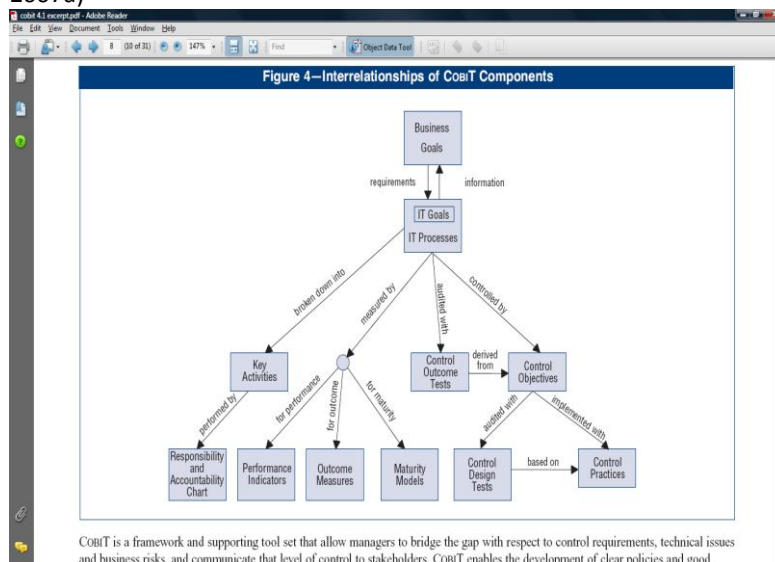 2007a)
cobit 4.1 excerpt.pdf - Adobe Reader
File Edit View Document Tools Window Help
8 (10 of 31) 147% Find Object Data Tool
Figure 4—Interrelationships of COBIT Components
Business
Goals
requirements information
IT Goals
IT Processes
broken down into
measured by
audited with
controlled by
Key
Activities
Control
Outcome
Tests
derived
from
Control
Objectives
performed by
for performance
for outcome
for maturity
audited with
implemented with
Responsibility
and
Accountability
Chart
Performance
Indicators
Outcome
Measures
Maturity
Models
Control
Design
Tests
based on
Control
Practices
COBIT is a framework and supporting tool set that allow managers to bridge the gap with respect to control requirements, technical issues
and business risks, and communicate that level of control to stakeholders. COBIT enables the development of clear policies and good